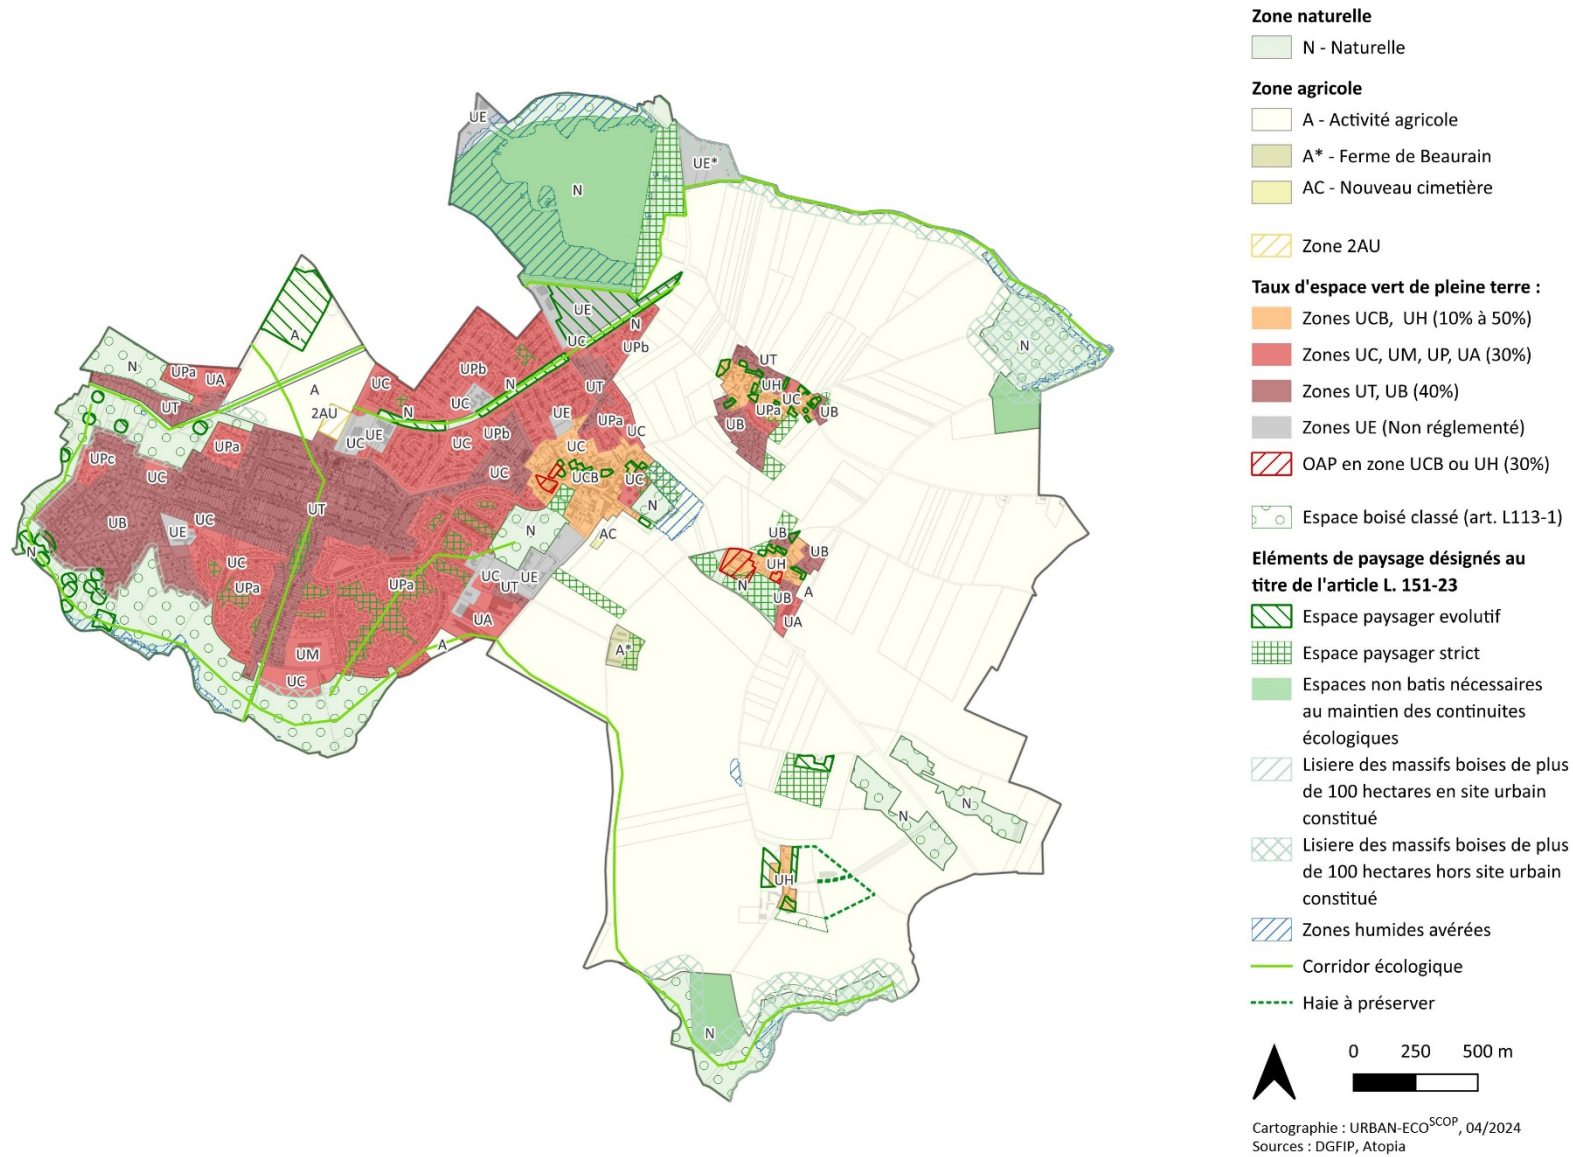 UE
UE*
N
N
UE
N
UC
UPb
A
N
UPa
UA
UT
A
2AU
UC
UPb
UC
N
N
UT
UE
UPa
UC
UC
UE
UC
UPb
UC
UPa
UPc
UC
UC
UCB
UC
N
UT
UH
UPa
UC
UB
UB
N
UB
UE
UC
UT
N
AC
UC
UPa
UPa
UC
UE
UT
UA
N
UB
UB
UH
N
UB
A
UA
UM
UC
A
A*
N
N
UH
N
Zone naturelle
N - Naturelle
Zone agricole
A - Activité agricole
A* - Ferme de Beaurain
AC - Nouveau cimetière
Zone 2AU
Taux d'espace vert de pleine terre :
Zones UCB, UH (10% à 50%)
Zones UC, UM, UP, UA (30%)
Zones UT, UB (40%)
Zones UE (Non réglementé)
OAP en zone UCB ou UH (30%)
Espace boisé classé (art. L113-1)
Eléments de paysage désignés au
titre de l'article L. 151-23
Espace paysager evolutif
Espace paysager strict
Espaces non batis nécessaires
au maintien des continuites
écologiques
Lisiere des massifs boises de plus
de 100 hectares en site urbain
constitué
Lisiere des massifs boises de plus
de 100 hectares hors site urbain
constitué
Zones humides avérées
Corridor écologique
Haie à préserver
0 250 500 m
Cartographie : URBAN-ECO SCOP, 04/2024
Sources : DGFIP, Atopia